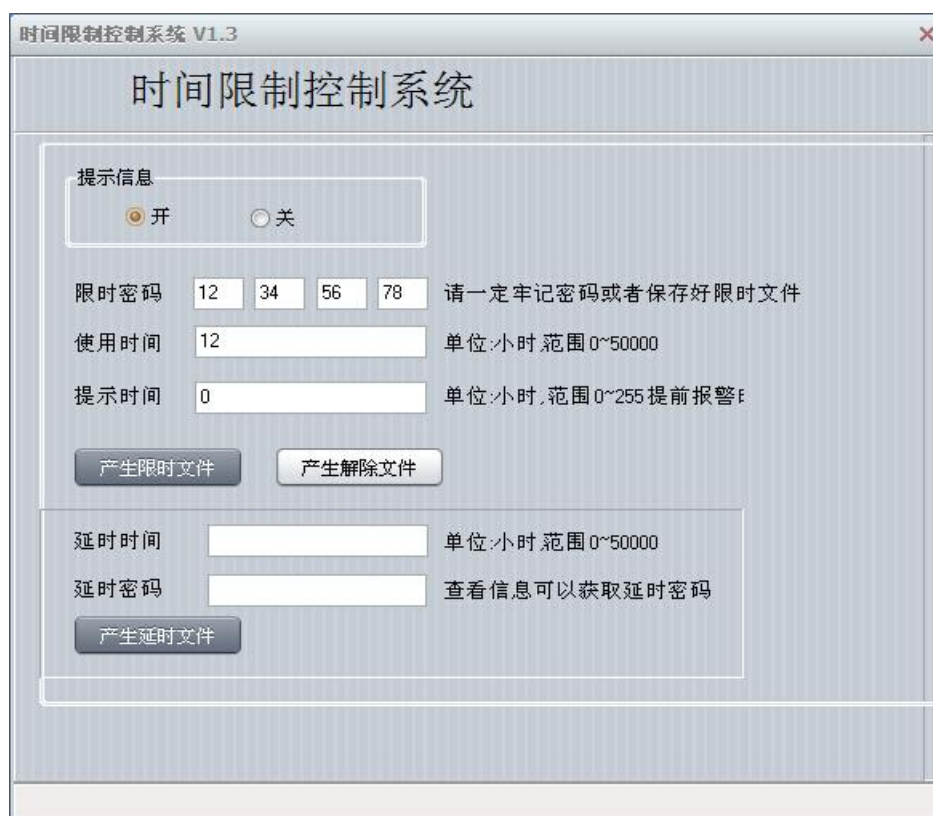 时间限制控制系统 V1.3
时间限制控制系统
提示信息
开 关
限时密码 12 34 56 78 请一定牢记密码或者保存好限时文件
使用时间 12 单位:小时,范围0~50000
提示时间 0 单位:小时,范围0~255提前报警
产生限时文件 产生解除文件
延时时间 单位:小时,范围0~50000
延时密码 查看信息可以获取延时密码
产生延时文件